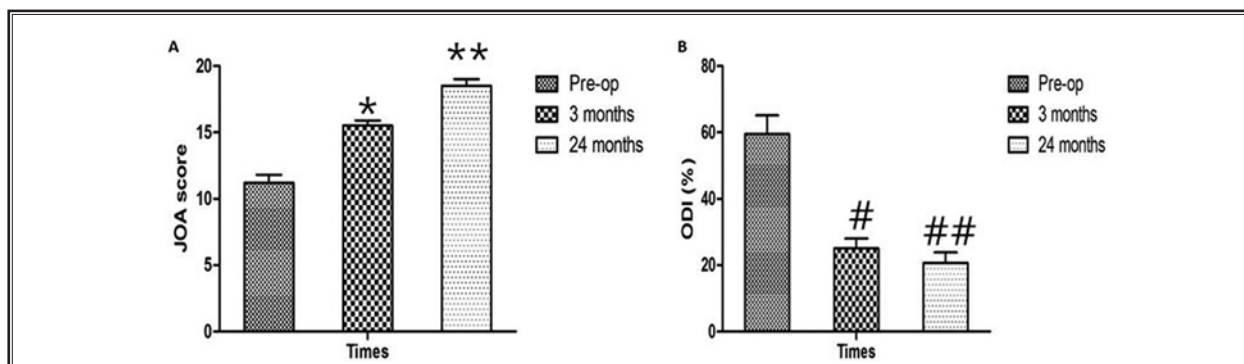 A
JOA score
20
15
10
5
0
*
**
Times
Pre-op
3 months
24 months
B
ODI (%)
80
60
40
20
0
#
##
Times
Pre-op
3 months
24 months